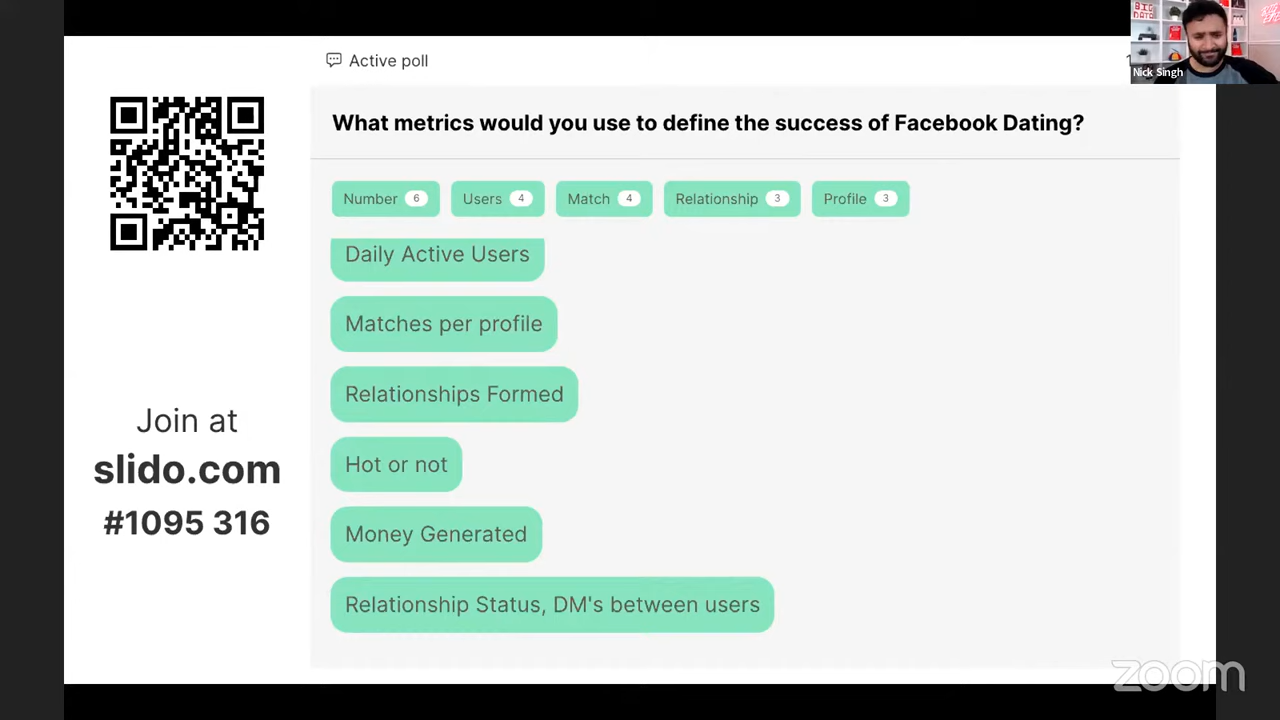 Active poll
Nick Singh
What metrics would you use to define the success of Facebook Dating?
Number 6
Users 4
Match 4
Relationship 3
Profile 3
Daily Active Users
Matches per profile
Relationships Formed
Hot or not
Money Generated
Relationship Status, DM's between users
Join at
slido.com
#1095 316
zoom